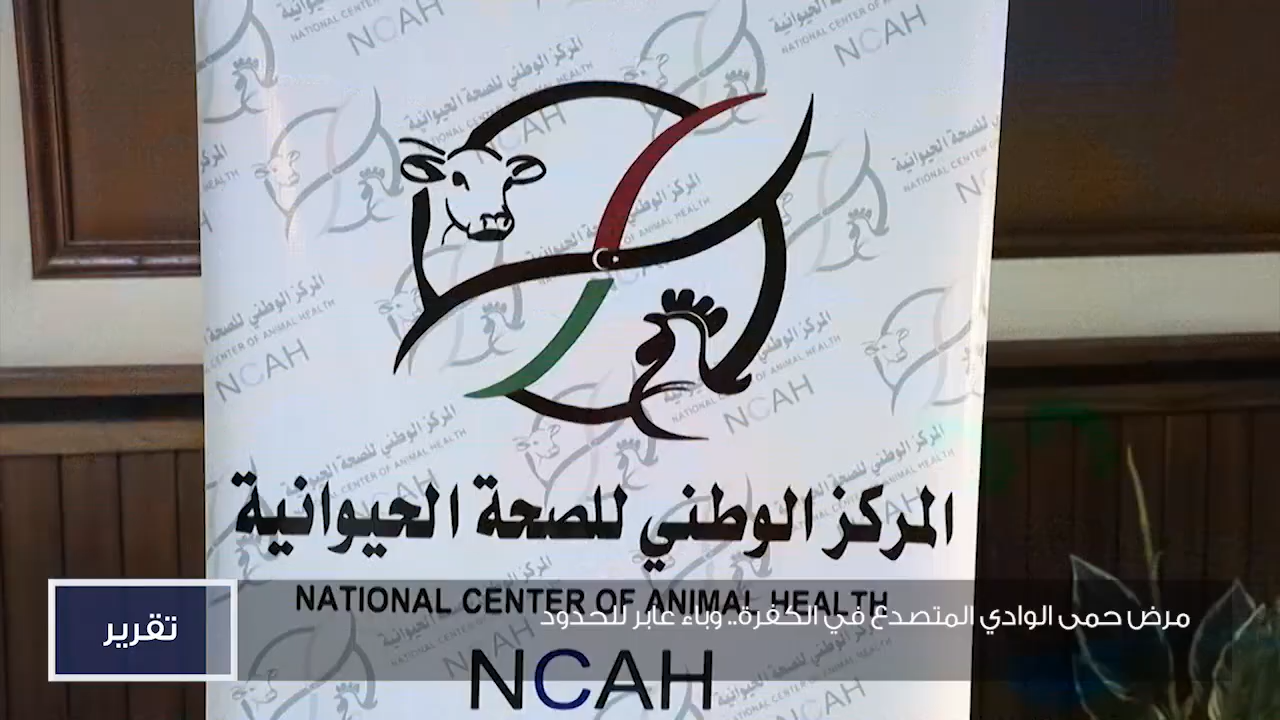 المركز الوطني للصحة الحيوانية
NATIONAL CENTER OF ANIMAL HEALTH
NCAH
مرض حمى الوادي المتصدع في الكفرة.. وباء عابر للحدود
تقرير